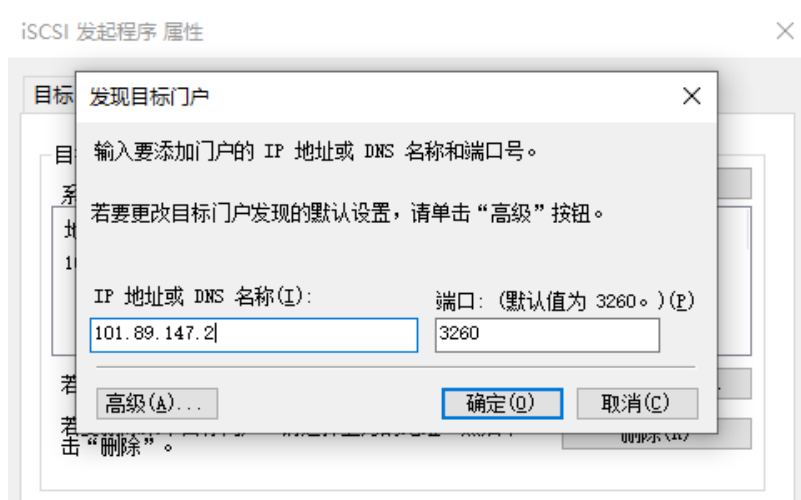 iSCSI 发起程序 属性
目标
发现目标门户
输入要添加门户的 IP 地址或 DNS 名称和端口号。
若要更改目标门户发现的默认设置，请单击“高级”按钮。
IP 地址或 DNS 名称(I):
端口: (默认值为 3260。)(P)
101.89.147.2
3260
高级(A)...
确定(O)
取消(C)
击“删除”。
删除(R)